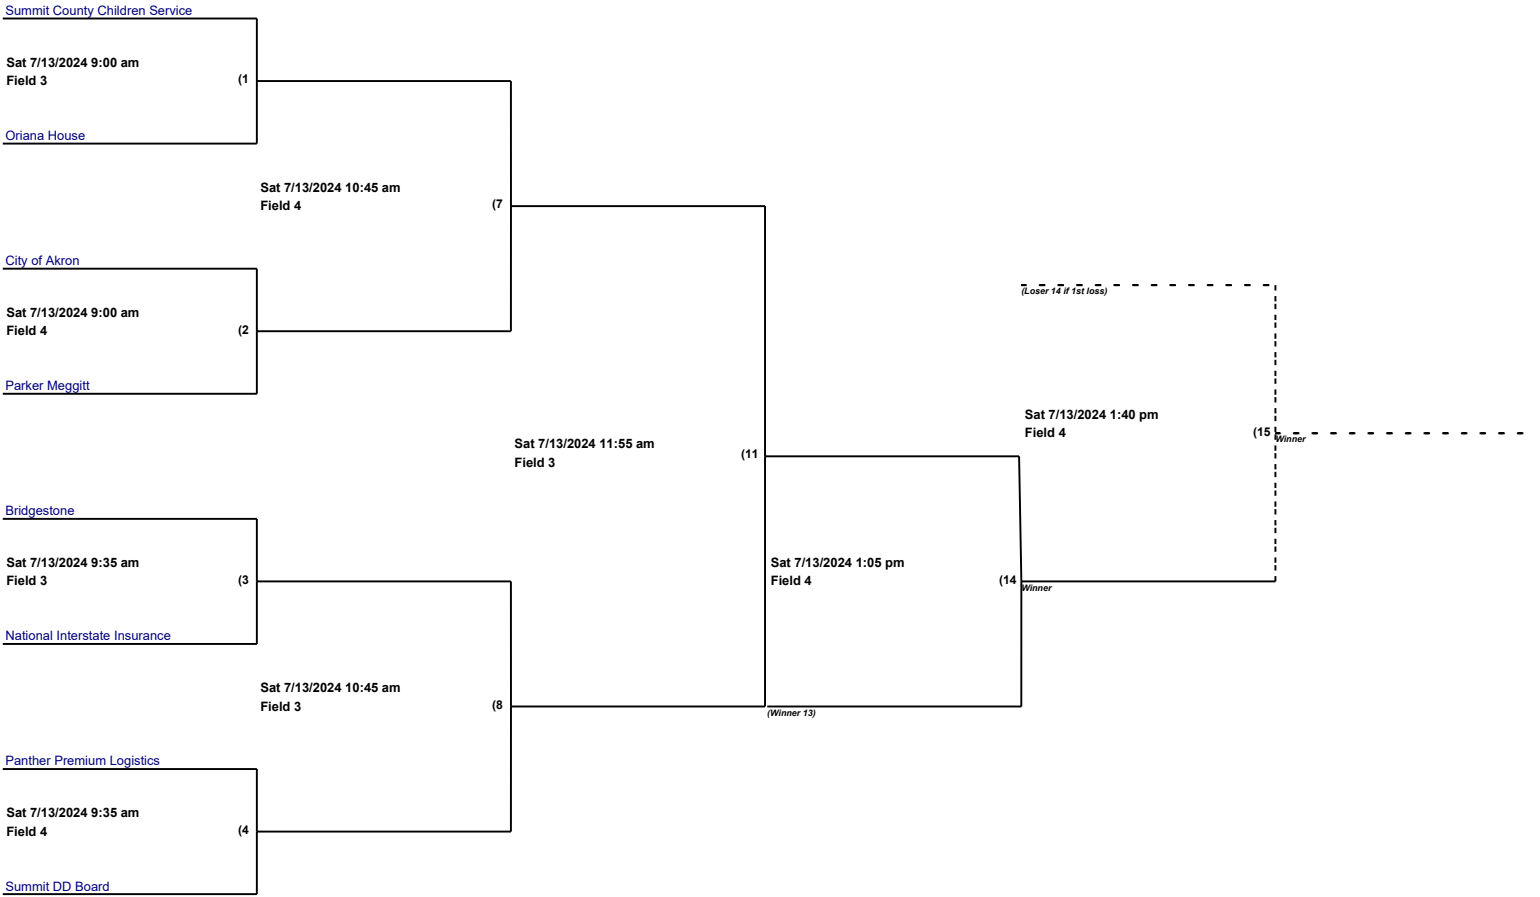 Summit County Children Service
Sat 7/13/2024 9:00 am
Field 3
(1
Oriana House
Sat 7/13/2024 10:45 am
Field 4
(7
City of Akron
Sat 7/13/2024 9:00 am
Field 4
(2
Parker Meggitt
(Loser 14 if 1st loss)
Sat 7/13/2024 1:40 pm
Field 4
(15
Winner
Sat 7/13/2024 11:55 am
Field 3
(11
Bridgestone
Sat 7/13/2024 9:35 am
Field 3
(3
National Interstate Insurance
Sat 7/13/2024 1:05 pm
Field 4
(14
Winner
Sat 7/13/2024 10:45 am
Field 3
(8
(Winner 13)
Panther Premium Logistics
Sat 7/13/2024 9:35 am
Field 4
(4
Summit DD Board